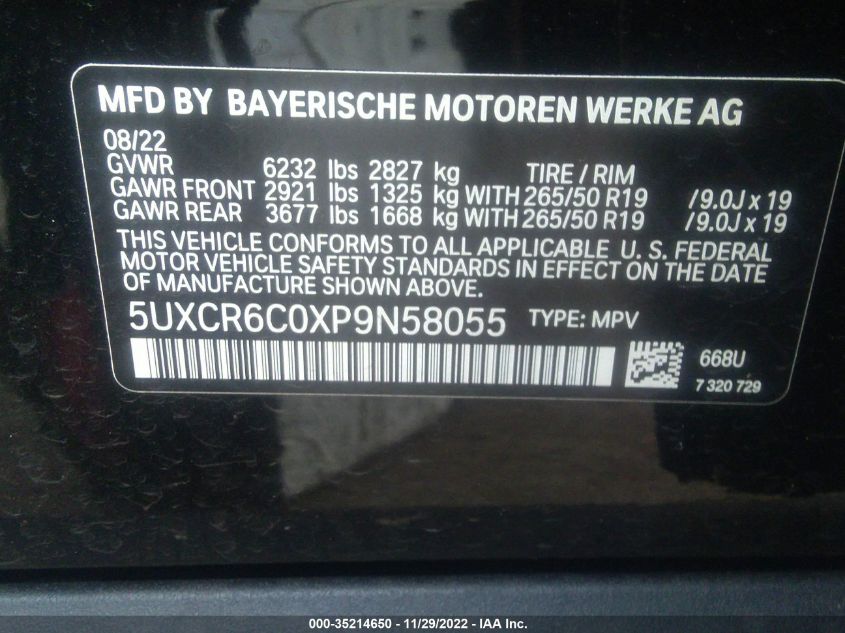 MFD BY BAYERISCHE MOTOREN WERKE AG
08/22
GVWR 6232 lbs 2827 kg TIRE / RIM
GAWR FRONT 2921 lbs 1325 kg WITH 265/50 R19 /9.0J x 19
GAWR REAR 3677 lbs 1668 kg WITH 265/50 R19 /9.0J x 19
THIS VEHICLE CONFORMS TO ALL APPLICABLE U. S. FEDERAL
MOTOR VEHICLE SAFETY STANDARDS IN EFFECT ON THE DATE
OF MANUFACTURE SHOWN ABOVE.
5UXCR6C0XP9N58055 TYPE: MPV
668U
7 320 729
000-35214650 - 11/29/2022 - IAA Inc.